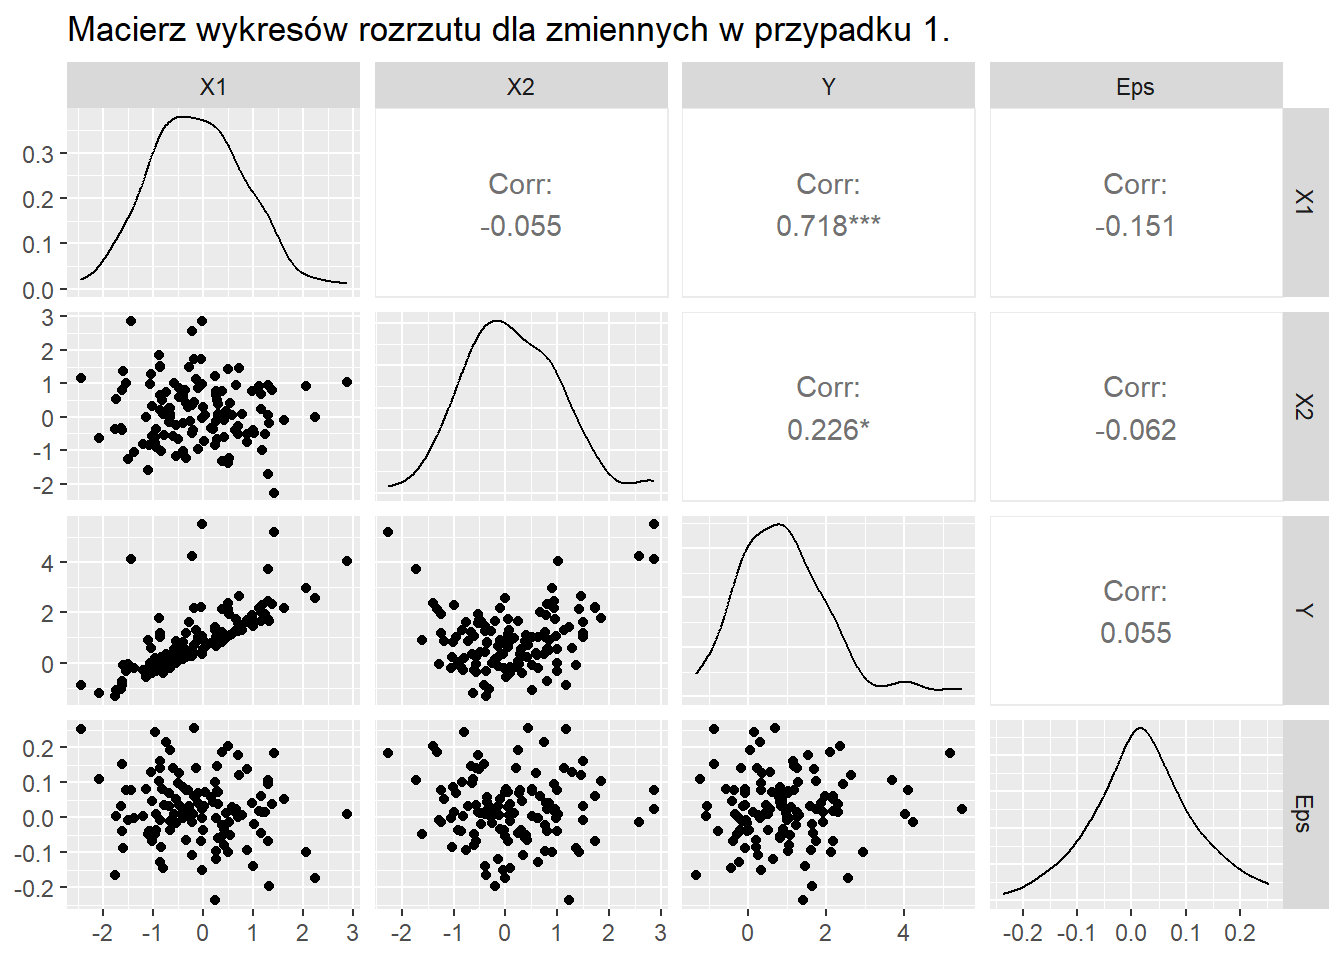 Macierz wykresów rozrzutu dla zmiennych w przypadku 1.
X1 X2 Y Eps
0.3
0.2
0.1
0.0
Corr:
-0.055
Corr:
0.718***
Corr:
-0.151
X1
3
2
1
0
-1
-2
Corr:
0.226*
Corr:
-0.062
X2
4
2
0
Corr:
0.055
Y
0.2
0.1
0.0
-0.1
-0.2
Eps
-2 -1 0 1 2 3 -2 -1 0 1 2 3 0 2 4 -0.2 -0.1 0.0 0.1 0.2